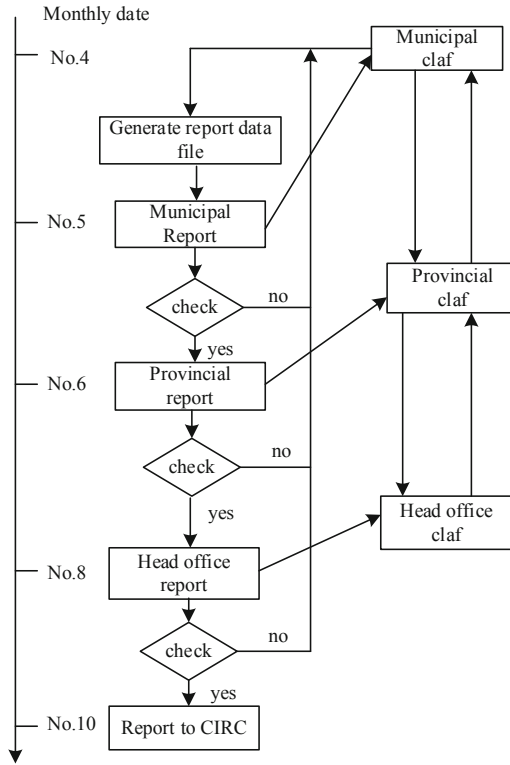 Monthly date
No.4
Municipal
claf
Generate report data
file
No.5
Municipal
Report
Provincial
claf
check
no
yes
No.6
Provincial
report
check
no
yes
Head office
claf
No.8
Head office
report
check
no
yes
No.10
Report to CIRC